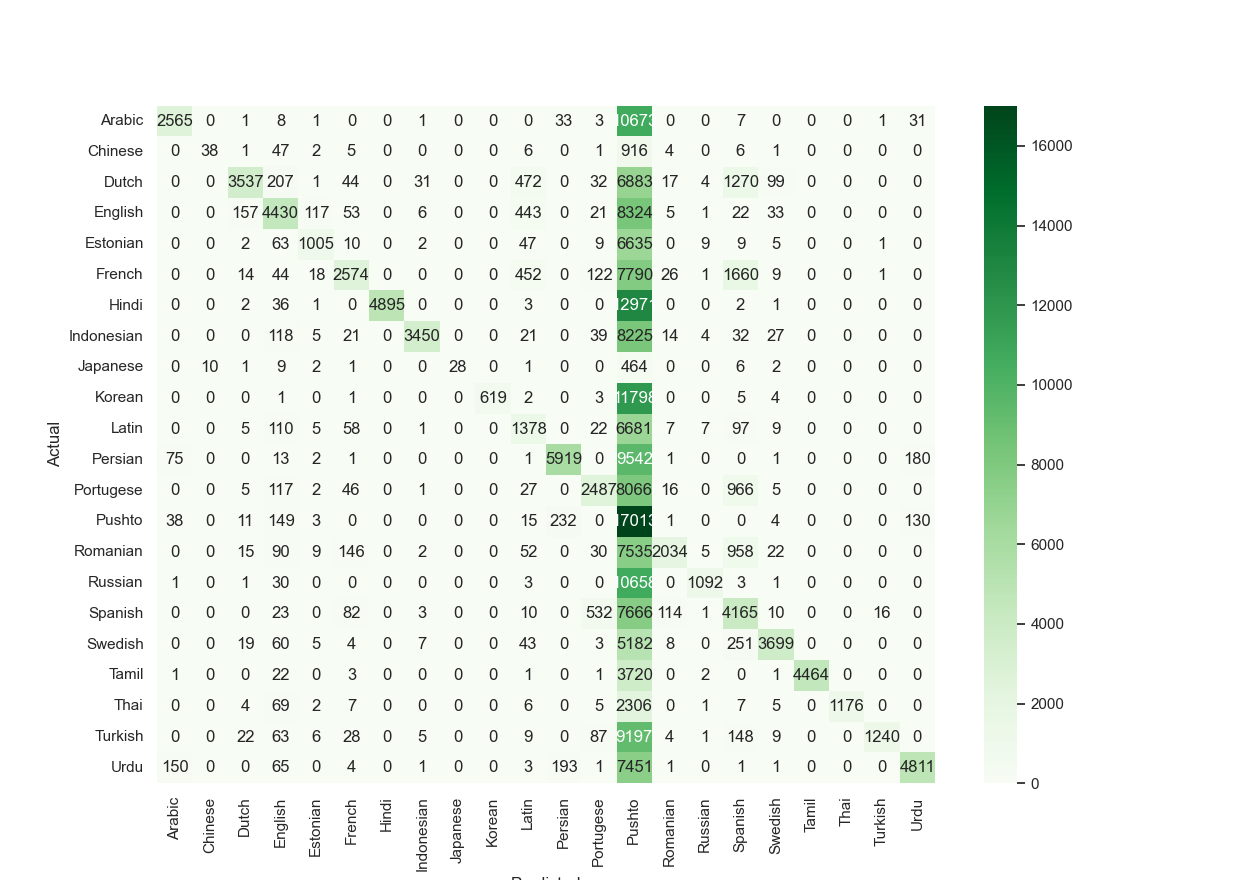 Arabic 2565 0 1 8 1 0 0 1 0 0 0 33 3 10673 0 0 7 0 0 0 1 31
Chinese 0 38 1 47 2 5 0 0 0 0 6 0 1 916 4 0 6 1 0 0 0 0
Dutch 0 0 3537 207 1 44 0 31 0 0 472 0 32 6883 17 4 1270 99 0 0 0 0
English 0 0 157 4430 117 53 0 6 0 0 443 0 21 8324 5 1 22 33 0 0 0 0
Estonian 0 0 2 63 1005 10 0 2 0 0 47 0 9 6635 0 9 9 5 0 0 1 0
French 0 0 14 44 18 2574 0 0 0 0 452 0 122 7790 26 1 1660 9 0 0 1 0
Hindi 0 0 2 36 1 0 4895 0 0 0 3 0 0 12971 0 0 2 1 0 0 0 0
Indonesian 0 0 0 118 5 21 0 3450 0 0 21 0 39 8225 14 4 32 27 0 0 0 0
Japanese 0 10 1 9 2 1 0 0 28 0 1 0 0 464 0 0 6 2 0 0 0 0
Korean 0 0 0 1 0 1 0 0 0 619 2 0 3 11798 0 0 5 4 0 0 0 0
Latin 0 0 5 110 5 58 0 1 0 0 1378 0 22 6681 7 7 97 9 0 0 0 0
Persian 75 0 0 13 2 1 0 0 0 0 1 5919 0 9542 1 0 0 1 0 0 0 180
Portugese 0 0 5 117 2 46 0 1 0 0 27 0 2487 8066 16 0 966 5 0 0 0 0
Pushto 38 0 11 149 3 0 0 0 0 0 15 232 0 17013 1 0 0 4 0 0 0 130
Romanian 0 0 15 90 9 146 0 2 0 0 52 0 30 7535 2034 5 958 22 0 0 0 0
Russian 1 0 1 30 0 0 0 0 0 0 3 0 0 10658 0 1092 3 1 0 0 0 0
Spanish 0 0 0 23 0 82 0 3 0 0 10 0 532 7666 114 1 4165 10 0 0 16 0
Swedish 0 0 19 60 5 4 0 7 0 0 43 0 3 5182 8 0 251 3699 0 0 0 0
Tamil 1 0 0 22 0 3 0 0 0 0 1 0 1 3720 0 2 0 1 4464 0 0 0
Thai 0 0 4 69 2 7 0 0 0 0 6 0 5 2306 0 1 7 5 0 1176 0 0
Turkish 0 0 22 63 6 28 0 5 0 0 9 0 87 9197 4 1 148 9 0 0 1240 0
Urdu 150 0 0 65 0 4 0 1 0 0 3 193 1 7451 1 0 1 1 0 0 0 4811
Actual
Arabic Chinese Dutch English Estonian French Hindi Indonesian Japanese Korean Latin Persian Portugese Pushto Romanian Russian Spanish Swedish Tamil Thai Turkish Urdu
16000
14000
12000
10000
8000
6000
4000
2000
0